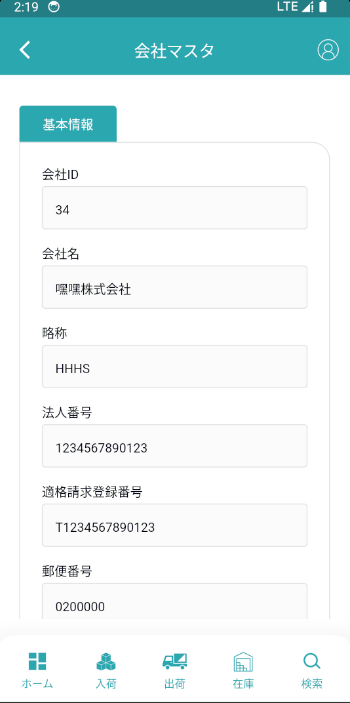 2:19
LTE
会社マスタ
基本情報
会社ID
34
会社名
嘿嘿株式会社
略称
HHHS
法人番号
1234567890123
適格請求登録番号
T1234567890123
郵便番号
0200000
ホーム
入荷
出荷
在庫
検索